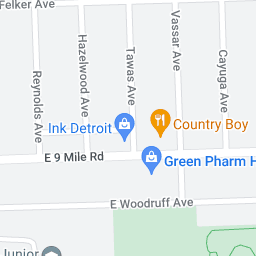 Felker Ave
Vassar Ave
Hazelwood Ave
Tawas Ave
Cayuga Ave
Reynolds Ave
Ink Detroit
Country Boy
E 9 Mile Rd
Green Pharm H
E Woodruff Ave
Junior